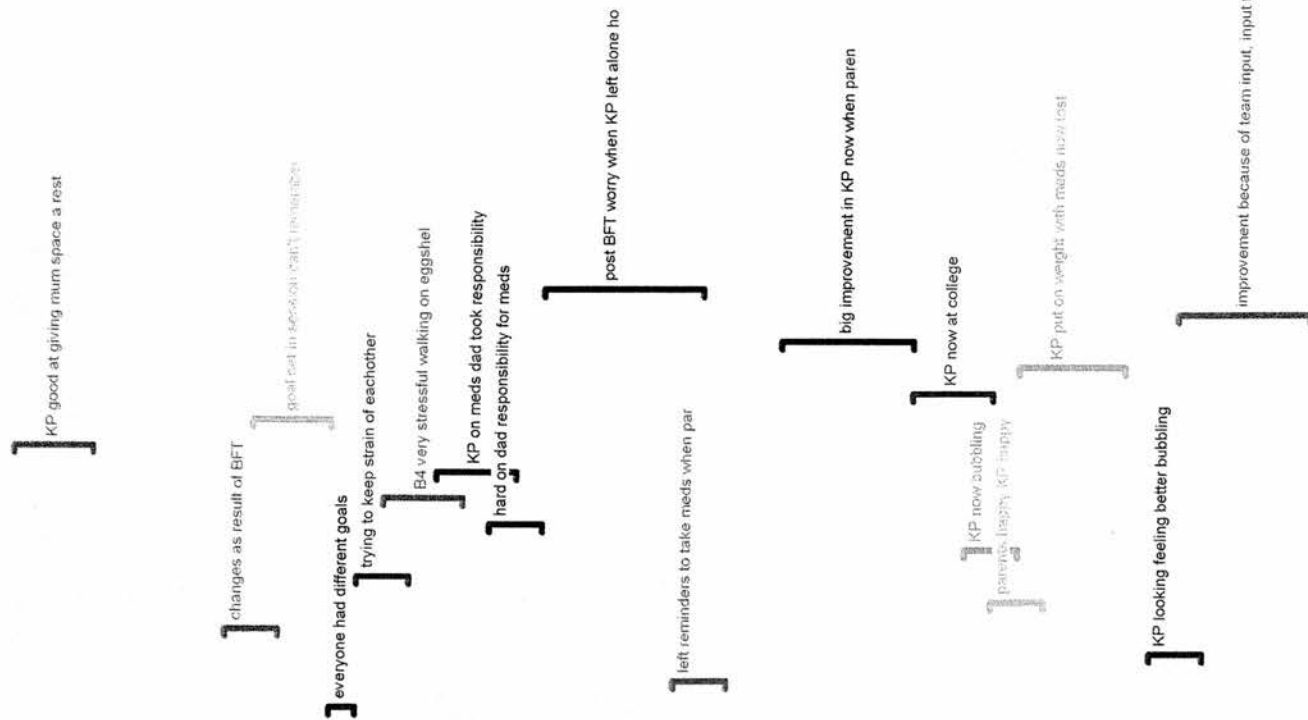 KP good at giving mum space a rest
changes as result of BFT
goal set in session can't remember
everyone had different goals
trying to keep strain of eachother
B4 very stressful walking on eggshel
KP on meds dad took responsibility
hard on dad responsibility for meds
post BFT worry when KP left alone ho
left reminders to take meds when par
big improvement in KP now when paren
KP now at college
KP now bubbling
parents happy KP happy
KP put on weight with meds now lost
KP looking feeling better bubbling
improvement because of team input, input